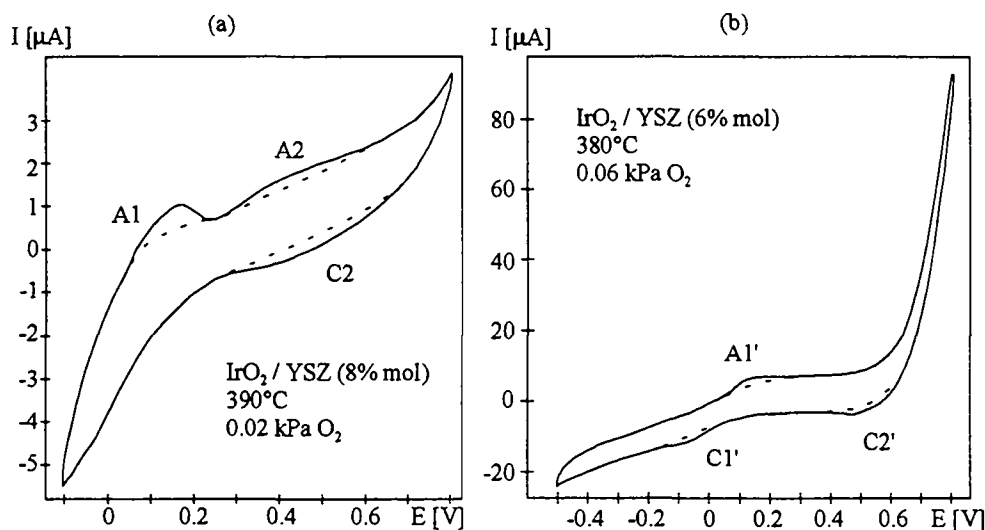 (a)
I [μA]
3
2
1
0
-1
-2
-3
-4
-5
A1
A2
C2
IrO₂ / YSZ (8% mol)
390°C
0.02 kPa O₂
0
0.2
0.4
0.6
E [V]
(b)
I [μA]
80
60
40
20
0
-20
IrO₂ / YSZ (6% mol)
380°C
0.06 kPa O₂
A1'
C1'
C2'
-0.4
-0.2
0
0.2
0.4
0.6
E [V]